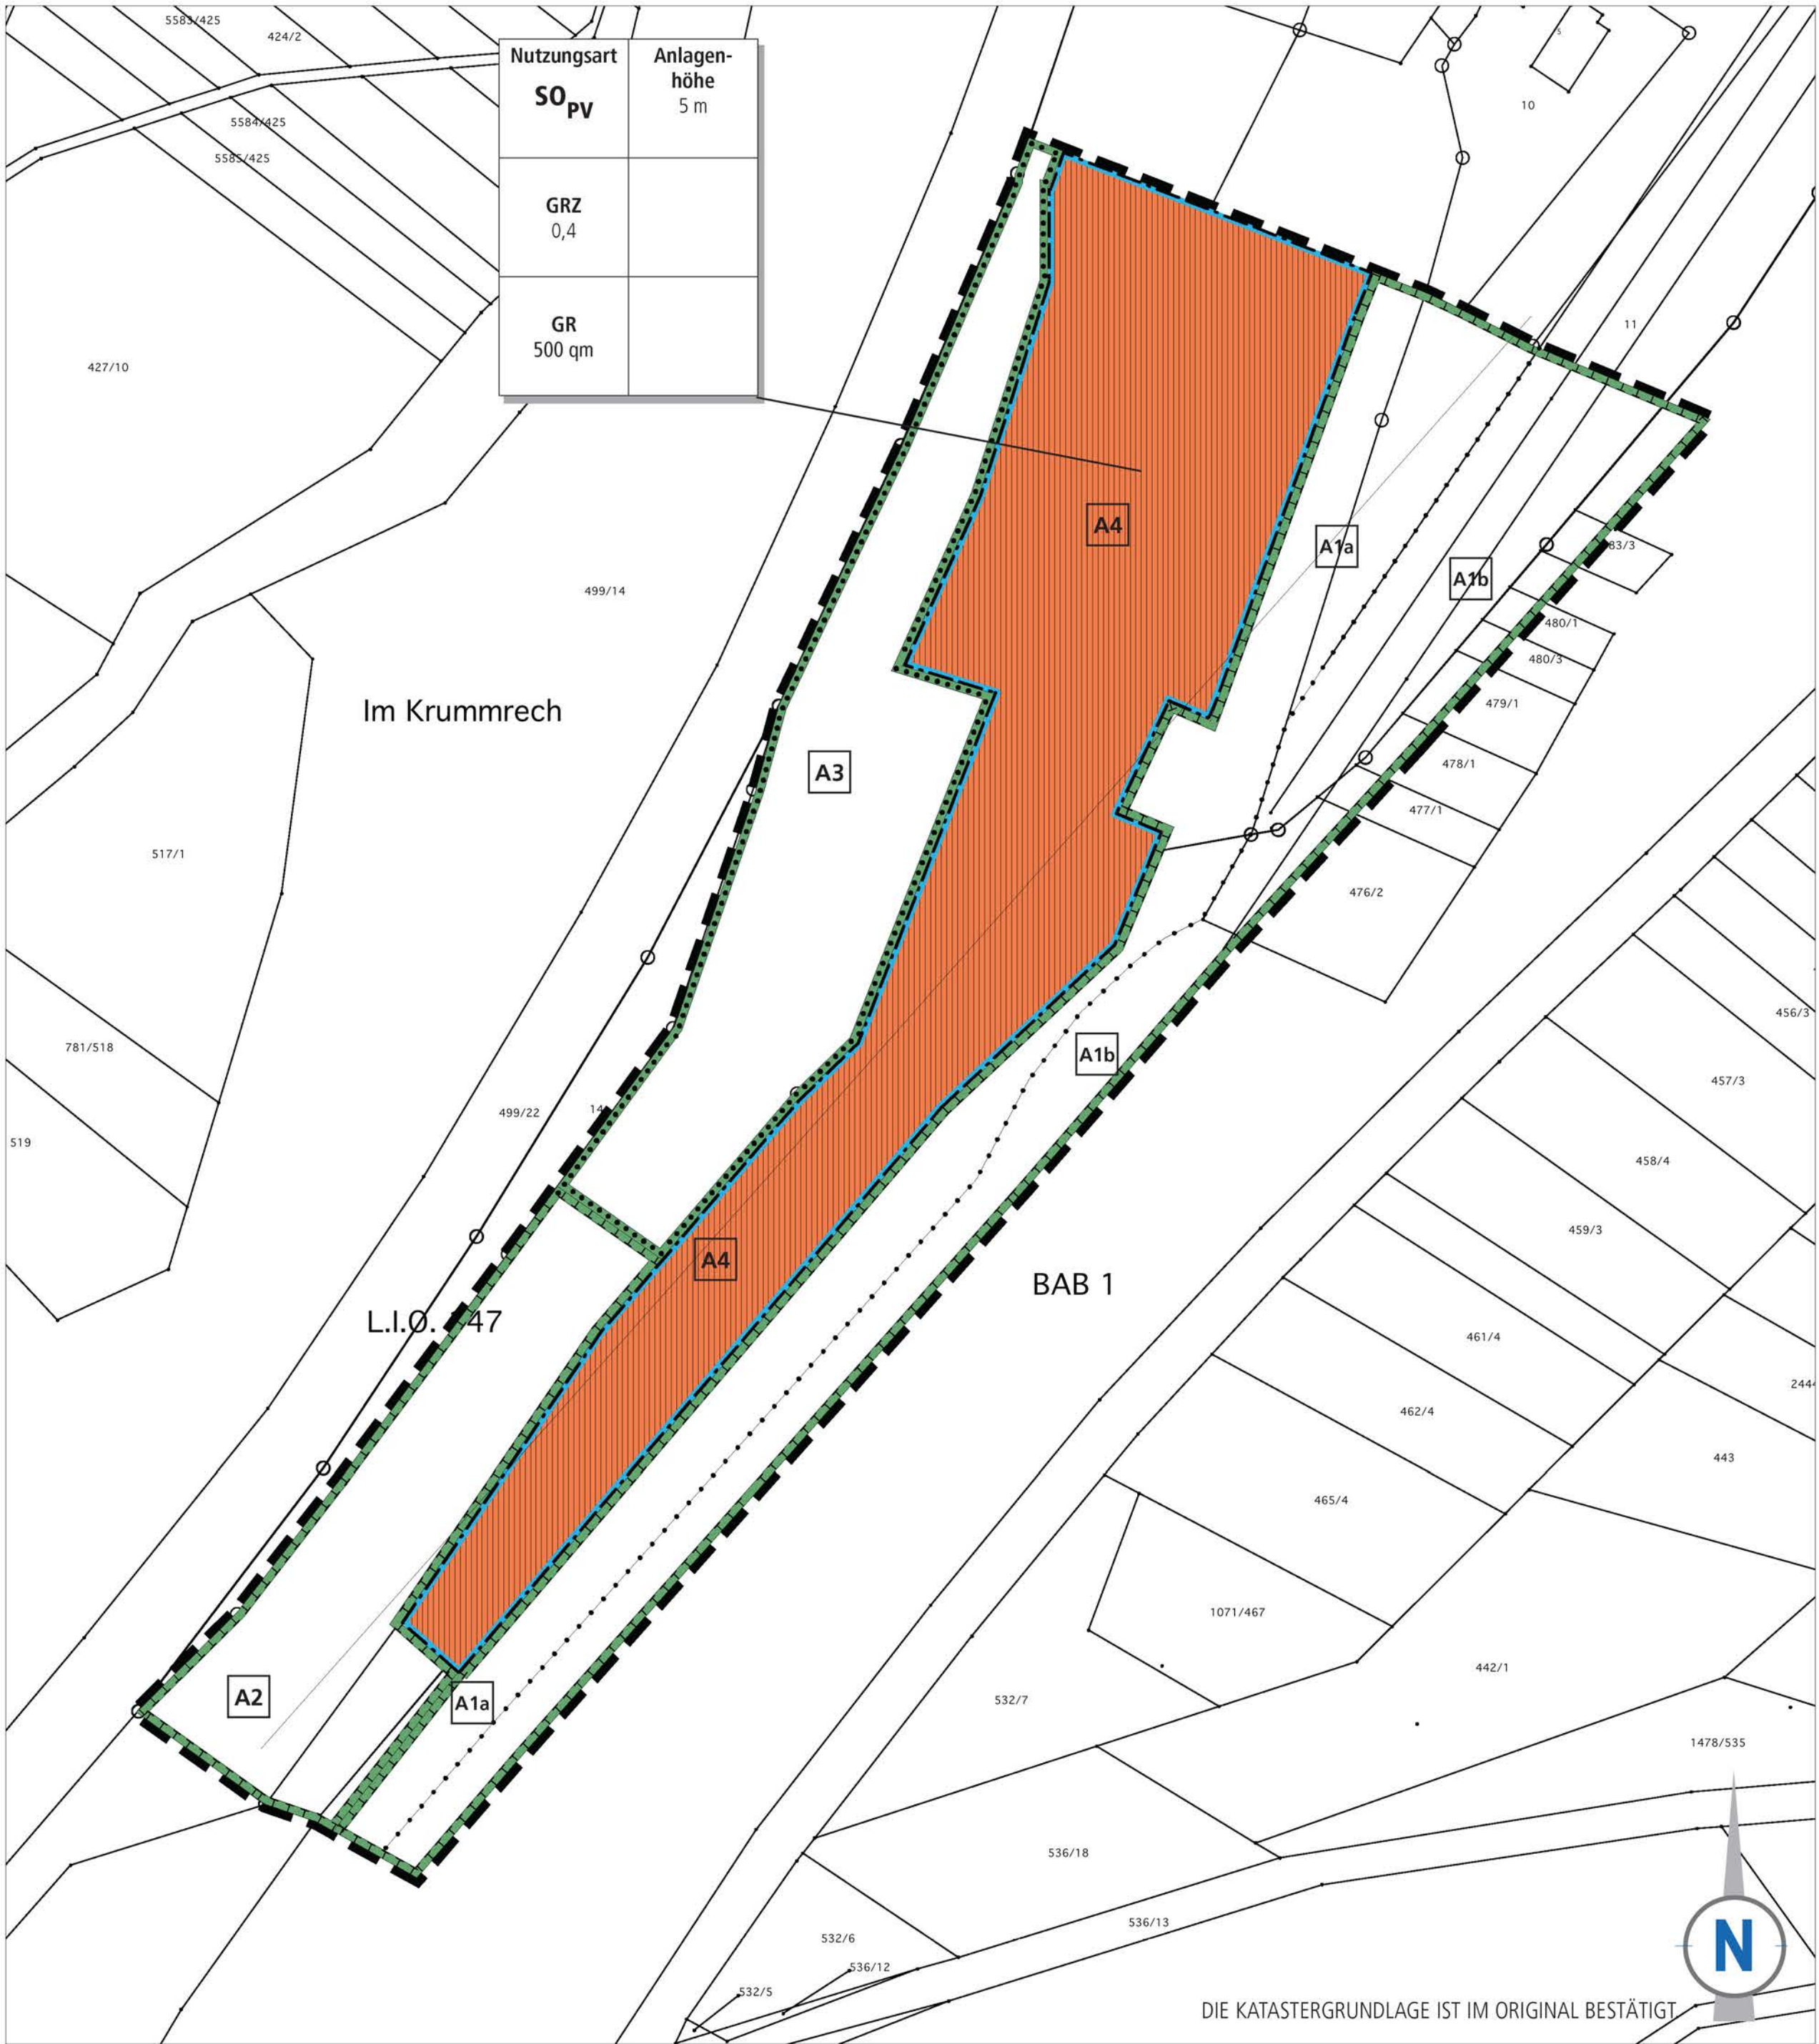 5583/425
424/2
5584/425
5585/425
Nutzungsart
SO PV
Anlagen-
höhe
5 m
GRZ
0,4
GR
500 qm
5
10
11
427/10
499/14
A4
A1a
A1b
83/3
480/1
480/3
479/1
478/1
477/1
476/2
Im Krummrech
A3
517/1
781/518
519
499/22
14
A1b
456/3
457/3
458/4
459/3
A4
BAB 1
L.I.O. 147
461/4
462/4
244
443
465/4
1071/467
442/1
A2
A1a
532/7
1478/535
536/18
536/13
532/6
536/12
532/5
N
DIE KATASTERGRUNDLAGE IST IM ORIGINAL BESTÄTIGT.